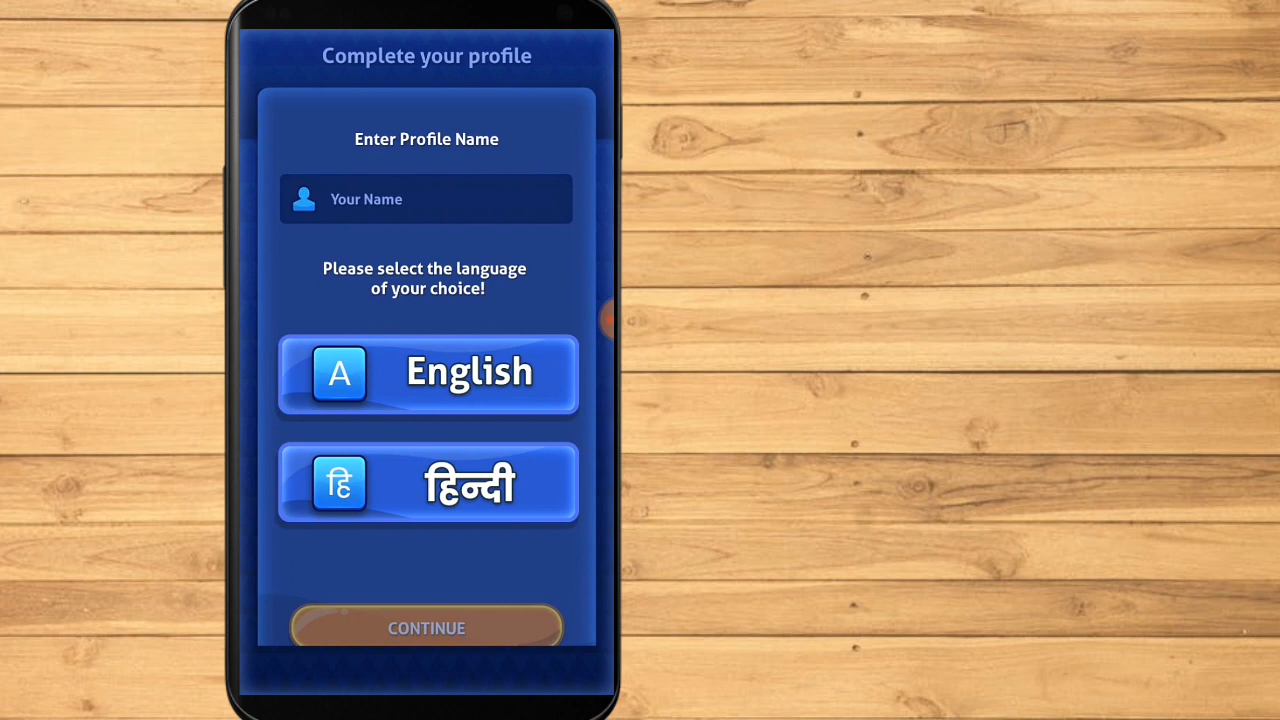 Complete your profile
Enter Profile Name
Your Name
Please select the language
of your choice!
A English
हि हिन्दी
CONTINUE